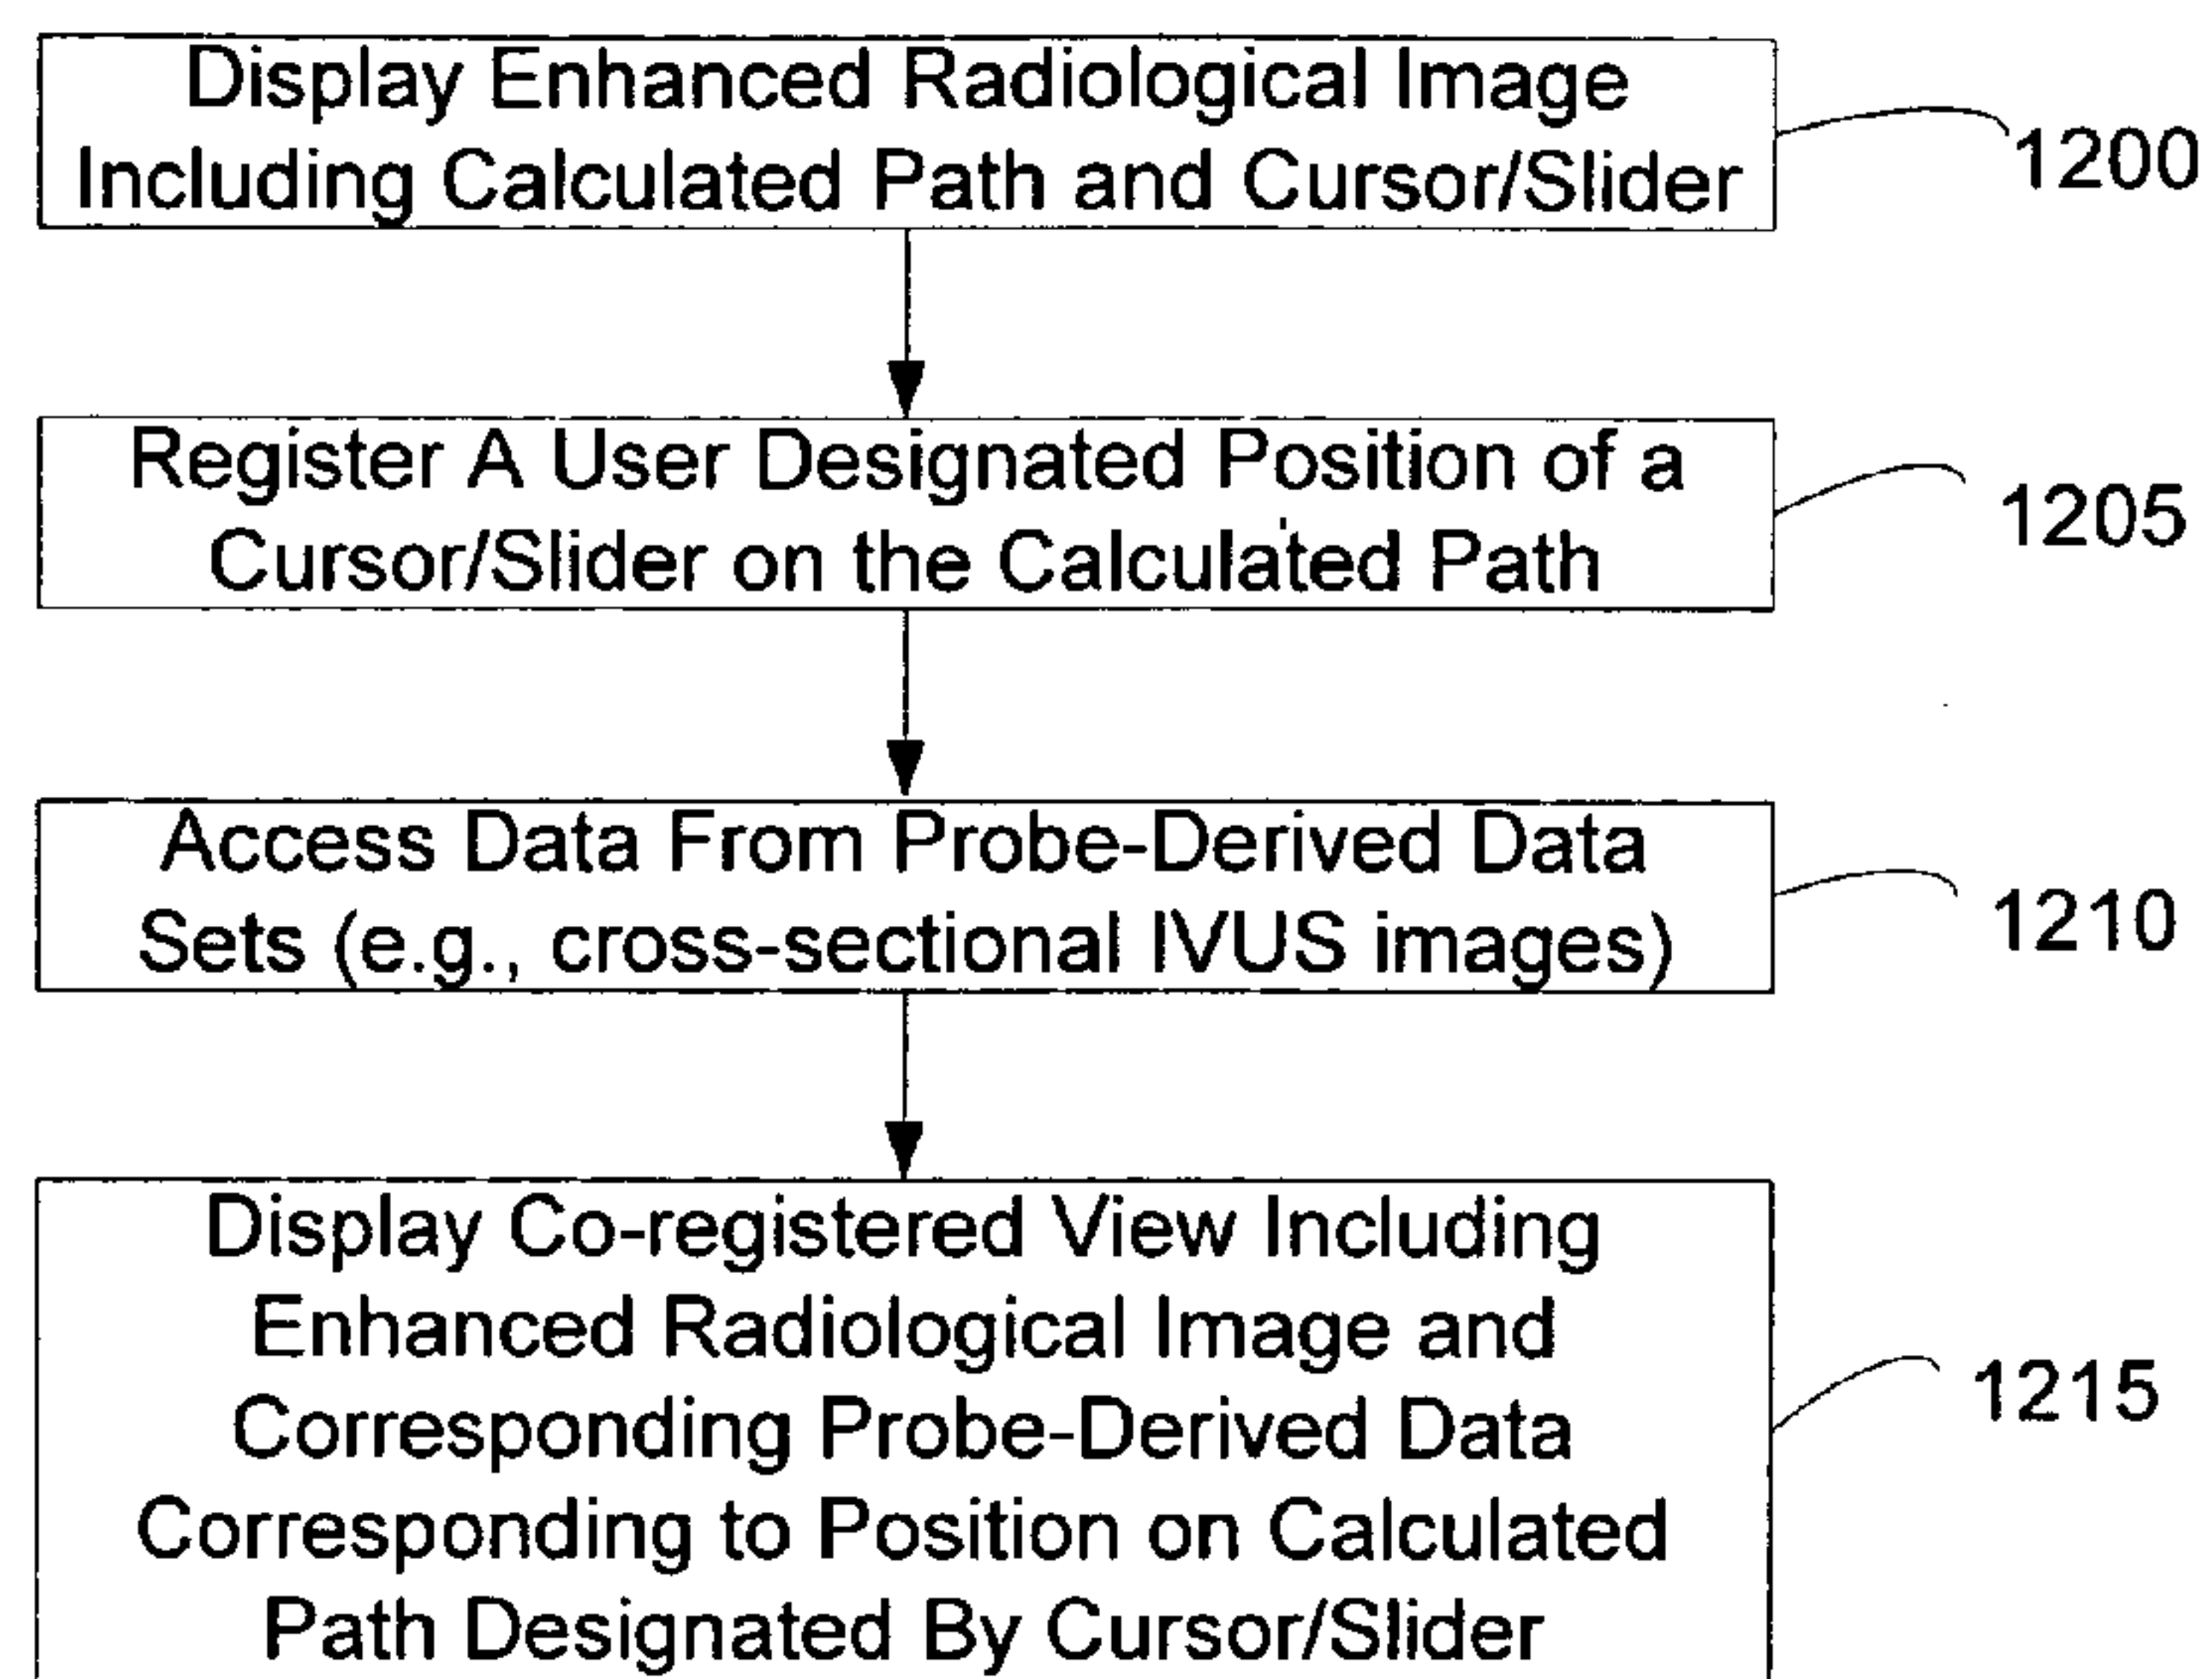 Display Enhanced Radiological Image
Including Calculated Path and Cursor/Slider
1200
Register A User Designated Position of a
Cursor/Slider on the Calculated Path
1205
Access Data From Probe-Derived Data
Sets (e.g., cross-sectional IVUS images)
1210
Display Co-registered View Including
Enhanced Radiological Image and
Corresponding Probe-Derived Data
Corresponding to Position on Calculated
Path Designated By Cursor/Slider
1215